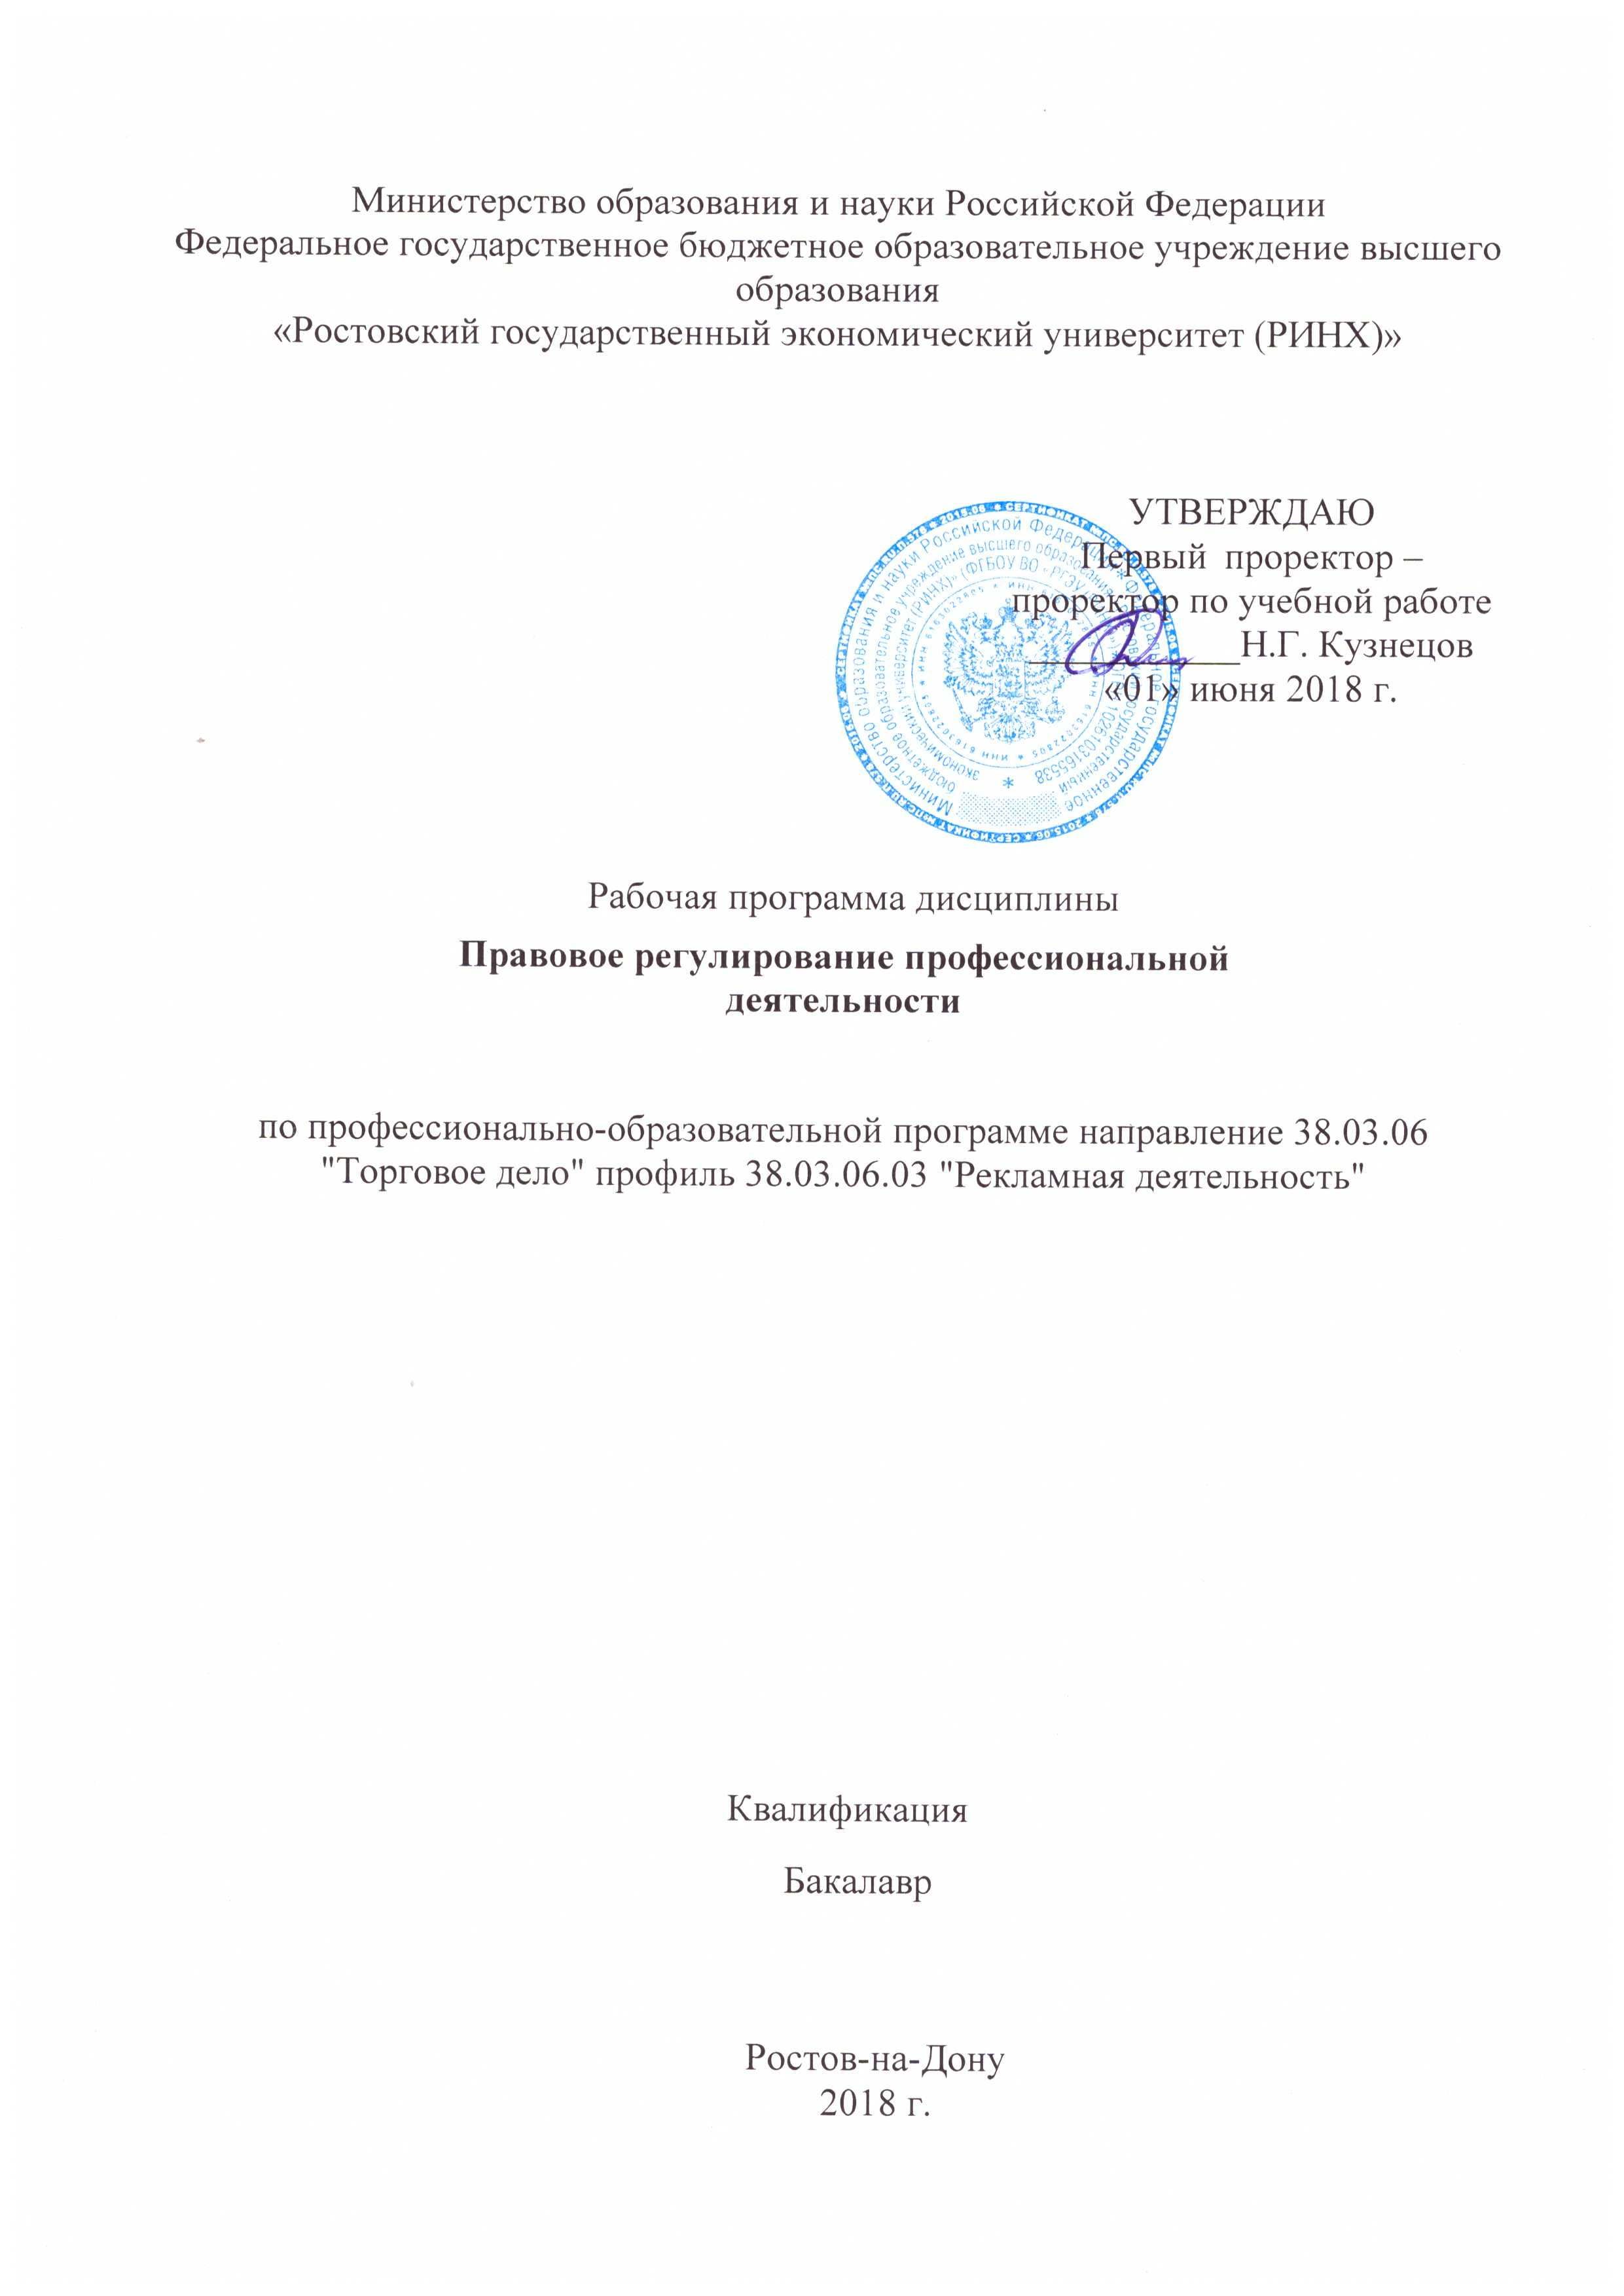 Министерство образования и науки Российской Федерации
Федеральное государственное бюджетное образовательное учреждение высшего
образования
«Ростовский государственный экономический университет (РИНХ)»
УТВЕРЖДАЮ
Первый проректор –
проректор по учебной работе
Н.Г. Кузнецов
«01» июня 2018 г.
Рабочая программа дисциплины
Правовое регулирование профессиональной
деятельности
по профессионально-образовательной программе направление 38.03.06
"Торговое дело" профиль 38.03.06.03 "Рекламная деятельность"
Квалификация
Бакалавр
Ростов-на-Дону
2018 г.